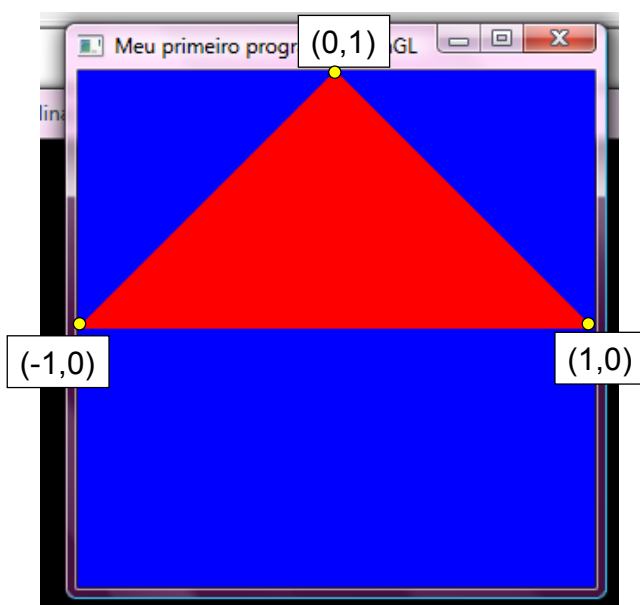 Meu primeiro progr GL
(0,1)
lina
(-1,0)
(1,0)